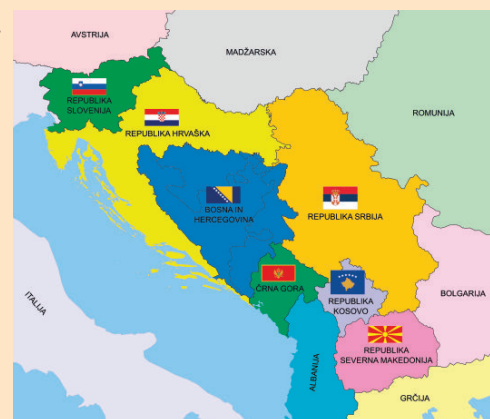 AVSTRIJA
MADŽARSKA
REPUBLIKA
SLOVENIJA
ROMUNIJA
REPUBLIKA HRVAŠKA
BOSNA IN
HERCEGOVINA
REPUBLIKA SRBIJA
ČRNA GORA
REPUBLIKA
KOSOVO
BOLGARIJA
ITALIJA
REPUBLIKA
SEVERNA MAKEDONIJA
ALBANIJA
GRČIJA